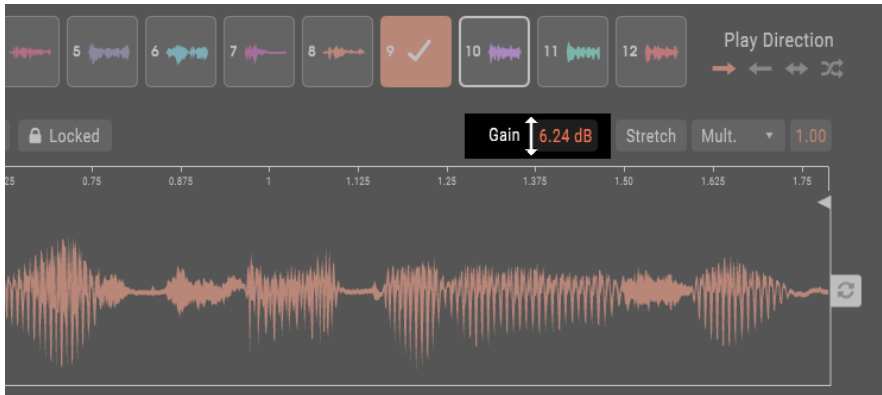 5 6 7 8 9 10 11 12 Play Direction
Locked Gain 6.24 dB Stretch Mult. 1.00
25 0.75 0.875 1 1.125 1.25 1.375 1.50 1.625 1.75